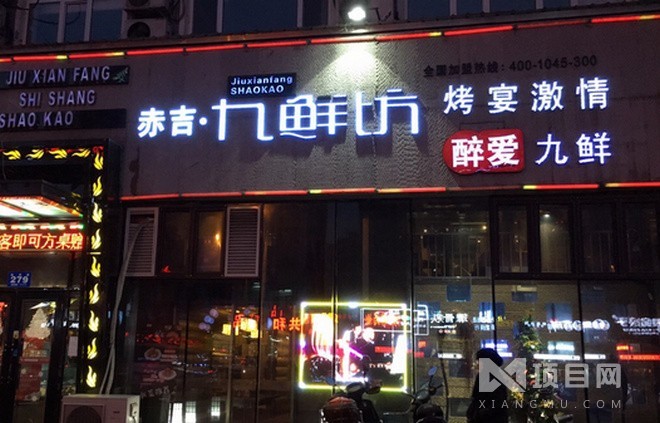 JIU XIAN FANG
SHI SHANG
SHAO KAO
Jiuxianfang
SHAOKAO
赤吉·九鲜坊
全国加盟热线：400-1045-300
烤宴激情
醉爱九鲜
客即可方桌赠
279
项目网
XIANGMU.COM